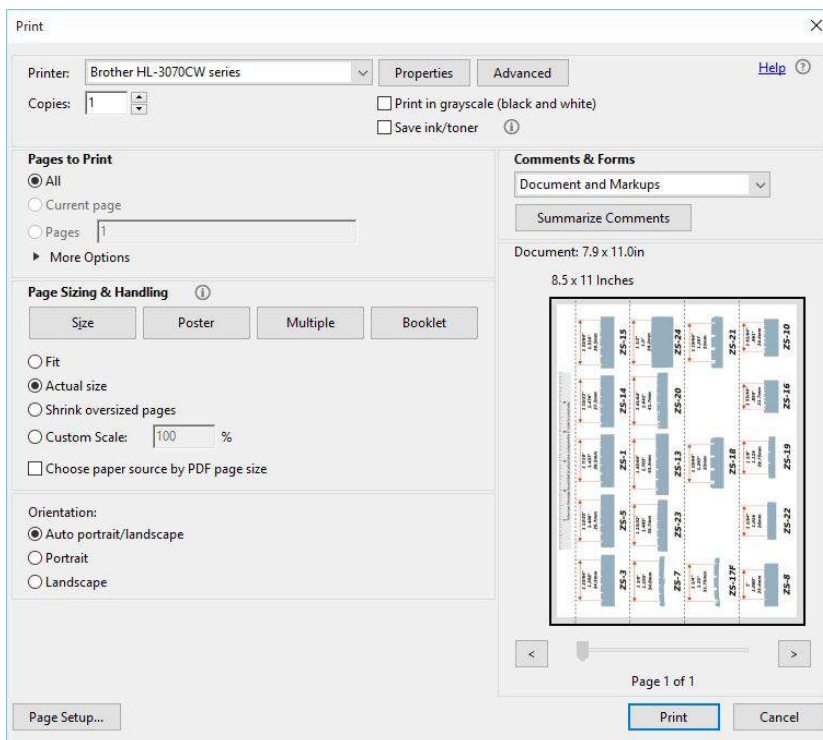 Print
Printer: Brother HL-3070CW series Properties Advanced Help
Copies: 1 Print in grayscale (black and white)
Save ink/toner
Pages to Print
All
Current page
Pages 1
More Options
Comments & Forms
Document and Markups
Summarize Comments
Page Sizing & Handling
Size Poster Multiple Booklet
Fit
Actual size
Shrink oversized pages
Custom Scale: 100 %
Choose paper source by PDF page size
Orientation:
Auto portrait/landscape
Portrait
Landscape
Document: 7.9 x 11.0in
8.5 x 11 Inches
ZS-15 ZS-24 ZS-21 ZS-10
ZS-14 ZS-20 ZS-16
ZS-1 ZS-13 ZS-18 ZS-19
ZS-5 ZS-23 ZS-22
ZS-3 ZS-7 ZS-17F ZS-8
< >
Page 1 of 1
Page Setup... Print Cancel